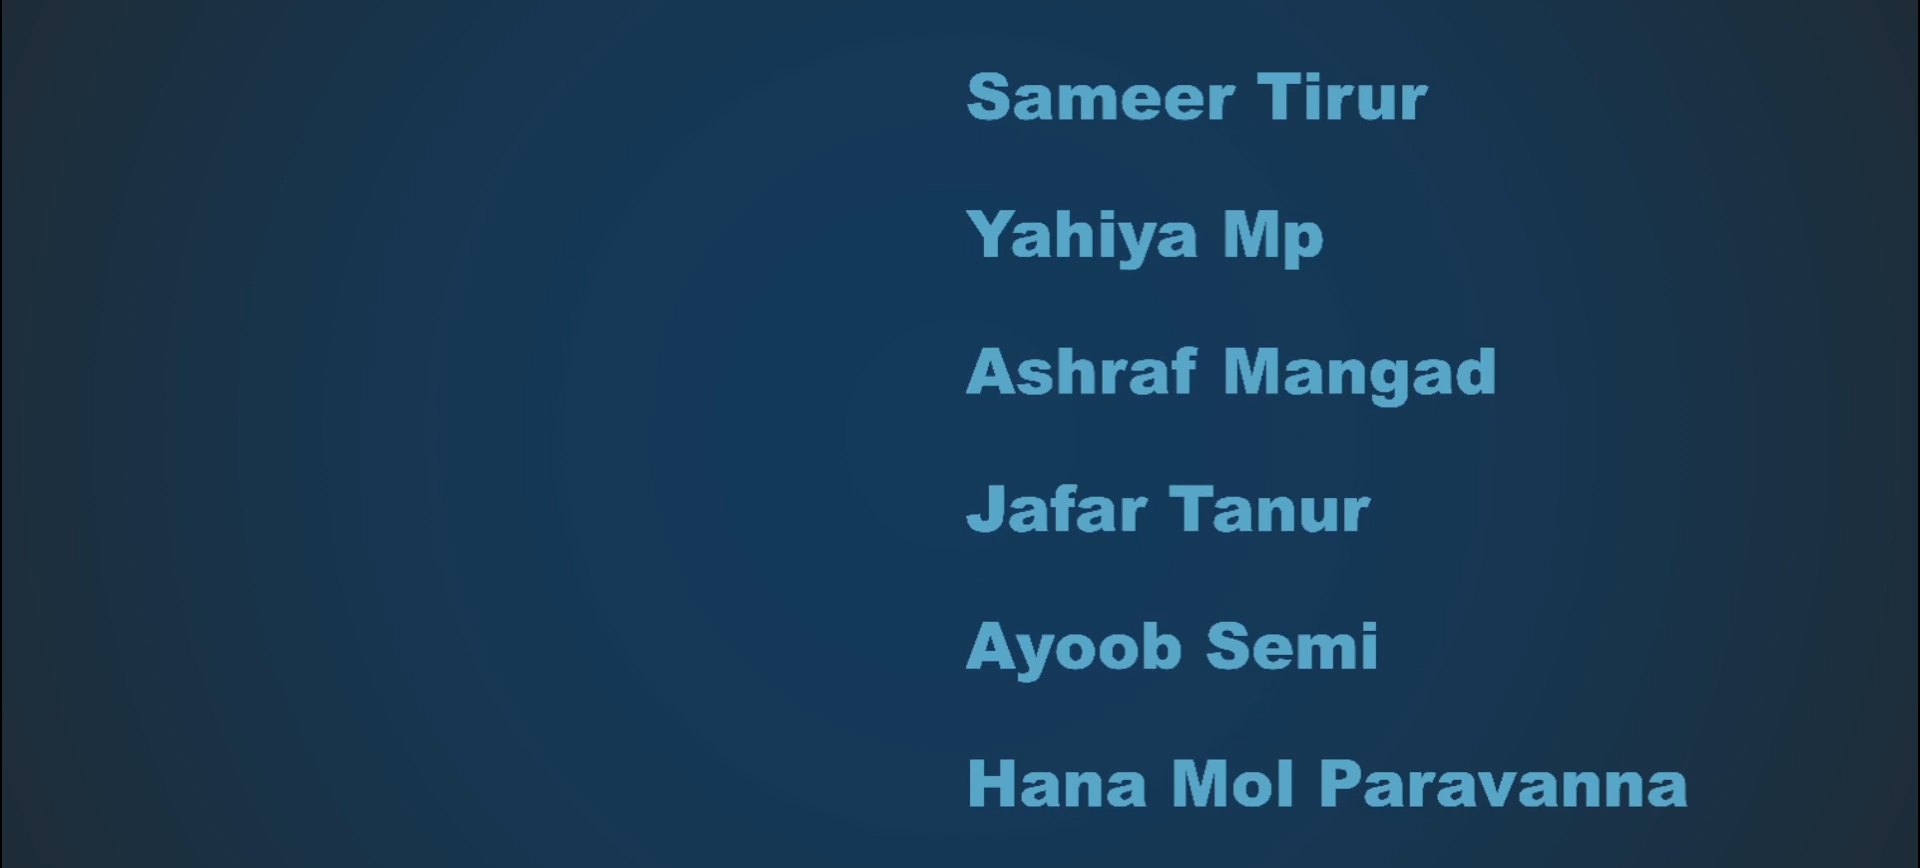 Sameer Tirur
Yahiya Mp
Ashraf Mangad
Jafar Tanur
Ayoob Semi
Hana Mol Paravanna